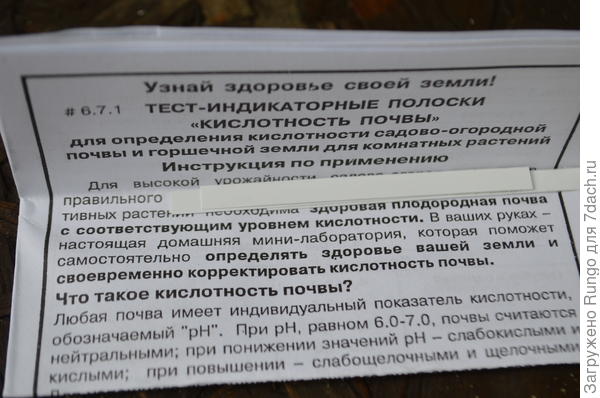 Узнай здоровье своей земли!
# 6.7.1 ТЕСТ-ИНДИКАТОРНЫЕ ПОЛОСКИ
«КИСЛОТНОСТЬ ПОЧВЫ»
для определения кислотности садово-огородной
почвы и горшечной земли для комнатных растений
Инструкция по применению
Для высокой урожайности
правильного
тивных растений необходима здоровая плодородная почва
с соответствующим уровнем кислотности. В ваших руках –
настоящая домашняя мини-лаборатория, которая поможет
самостоятельно определять здоровье вашей земли и
своевременно корректировать кислотность почвы.
Что такое кислотность почвы?
Любая почва имеет индивидуальный показатель кислотности,
обозначаемый "pH". При pH, равном 6.0-7.0, почвы считаются
нейтральными; при понижении значений pH – слабокислыми и
кислыми; при повышении – слабощелочными и щелочными
Загружено Rungo для 7dach.ru